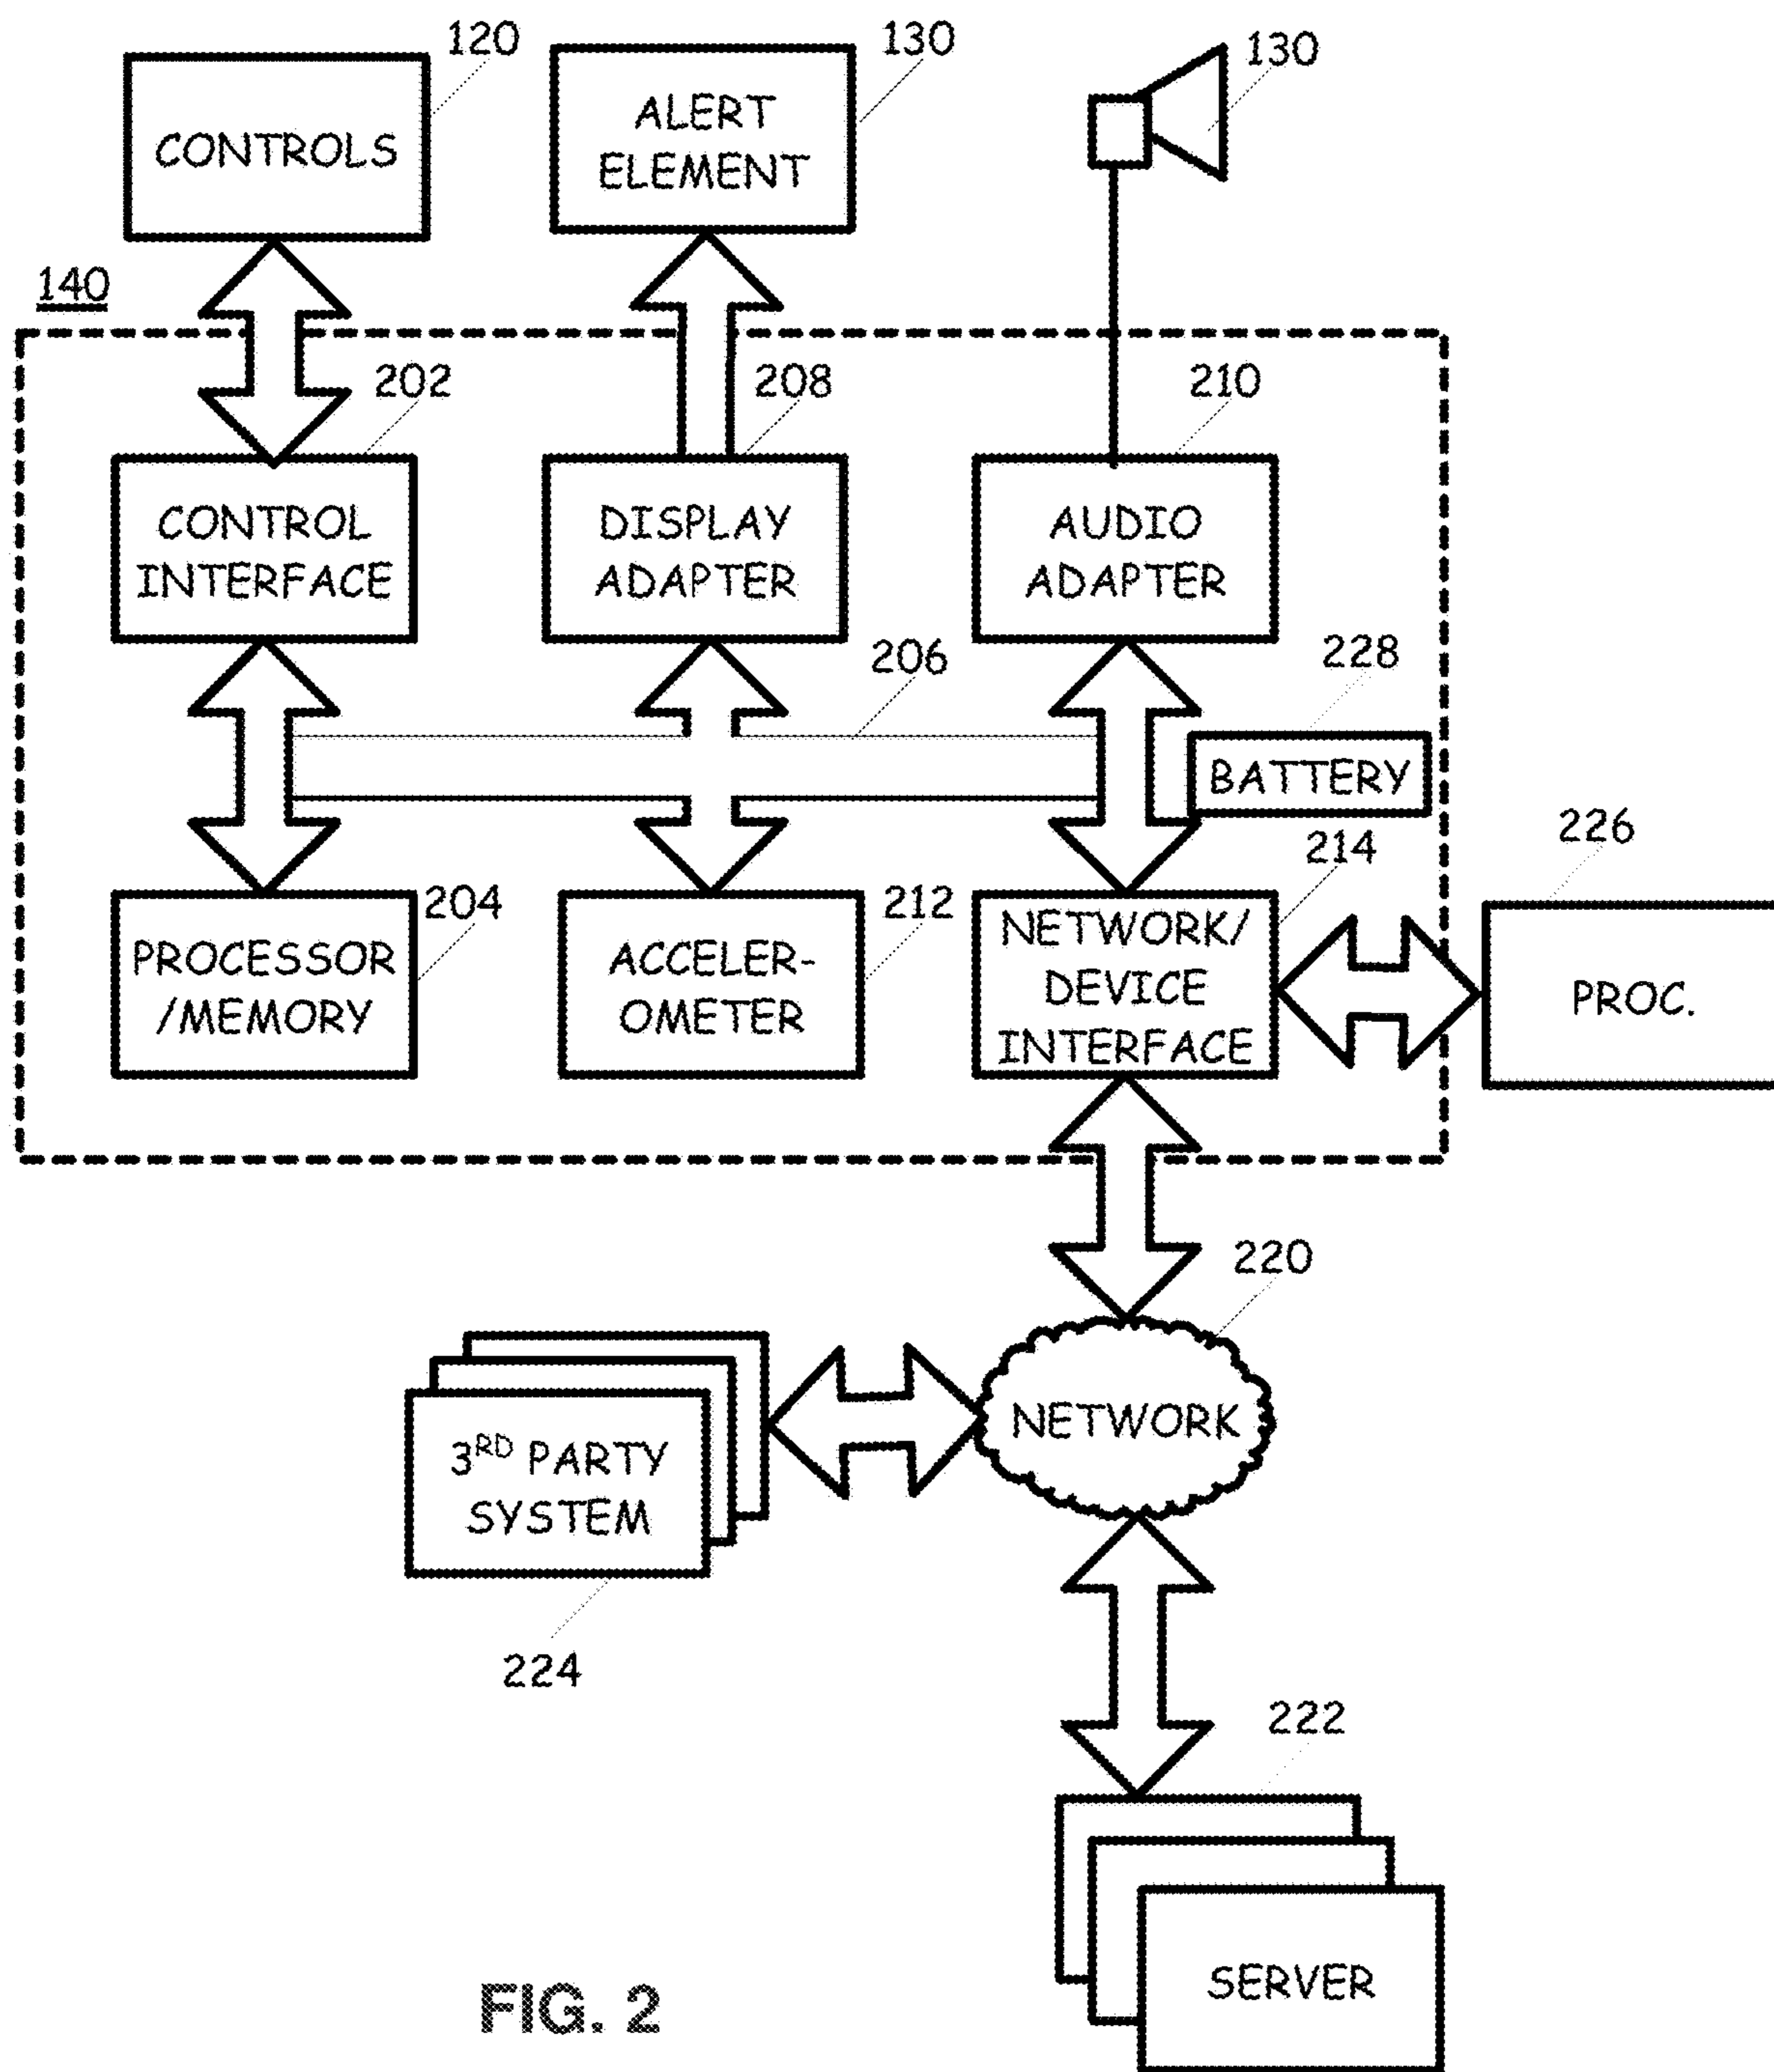 120
130
130
CONTROLS
ALERT
ELEMENT
140
202
208
210
CONTROL
INTERFACE
DISPLAY
ADAPTER
AUDIO
ADAPTER
206
228
BATTERY
226
214
204
212
PROCESSOR
/MEMORY
ACCELER-
OMETER
NETWORK/
DEVICE
INTERFACE
PROC.
220
NETWORK
3RD PARTY
SYSTEM
224
222
SERVER
FIG. 2